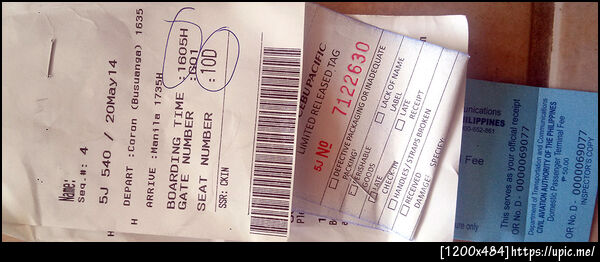 Name:
Seq.#: 4
5J 540 / 20May14
H DEPART :Coron (Busuanga) 1635
H ARRIVE :Manila 1735H
BOARDING TIME :1605H
GATE NUMBER :G01
SEAT NUMBER :10D
SSR: CKIN
CEBU PACIFIC
LIMITED RELEASED TAG
5J No 7122630
DEFECTIVE PACKAGING OR INADEQUATE
PACKING
PERISHABLE
GOODS
LATE
CHECK-IN
HANDLES/STRAPS BROKEN
RECEIVED
DAMAGE
SPECIFY:
LACK OF NAME
LABEL
LATE
RECEIPT
PHILIPPINES
Fee
This serves as your official receipt
OR No. D - 0000069077
Department of Transportation and Communications
CIVIL AVIATION AUTHORITY OF THE PHILIPPINES
Domestic Passenger Terminal Fee
₱ 50.00
OR No. D - 0000069077
INSPECTOR'S COPY
[1200x484]https://upic.me/